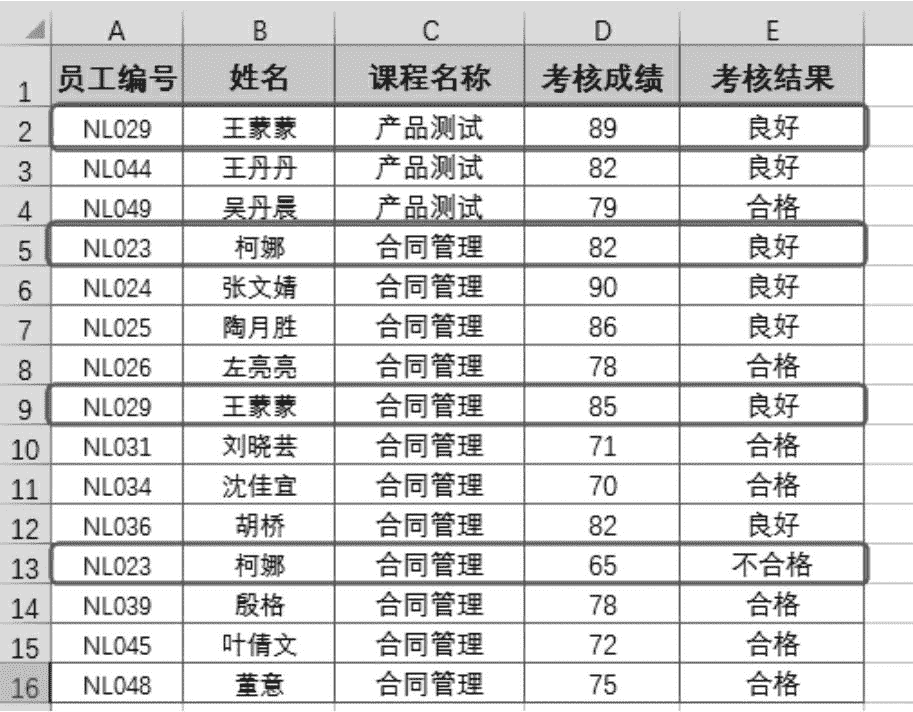 A B C D E
1 员工编号 姓名 课程名称 考核成绩 考核结果
2 NL029 王蒙蒙 产品测试 89 良好
3 NL044 王丹丹 产品测试 82 良好
4 NL049 吴丹晨 产品测试 79 合格
5 NL023 柯娜 合同管理 82 良好
6 NL024 张文婧 合同管理 90 良好
7 NL025 陶月胜 合同管理 86 良好
8 NL026 左亮亮 合同管理 78 合格
9 NL029 王蒙蒙 合同管理 85 良好
10 NL031 刘晓芸 合同管理 71 合格
11 NL034 沈佳宜 合同管理 70 合格
12 NL036 胡桥 合同管理 82 良好
13 NL023 柯娜 合同管理 65 不合格
14 NL039 殷格 合同管理 78 合格
15 NL045 叶倩文 合同管理 72 合格
16 NL048 董意 合同管理 75 合格